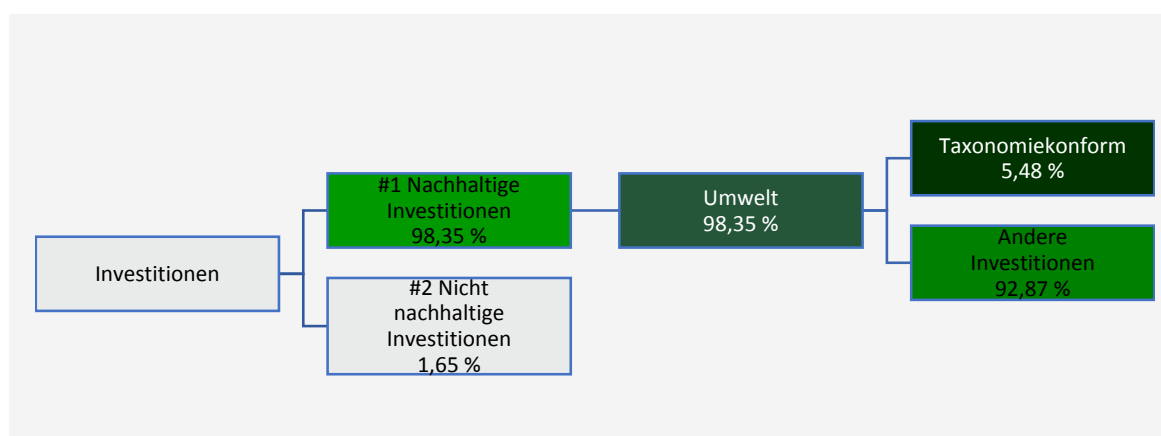 Investitionen
#1 Nachhaltige
Investitionen
98,35 %
#2 Nicht
nachhaltige
Investitionen
1,65 %
Umwelt
98,35 %
Taxonomiekonform
5,48 %
Andere
Investitionen
92,87 %